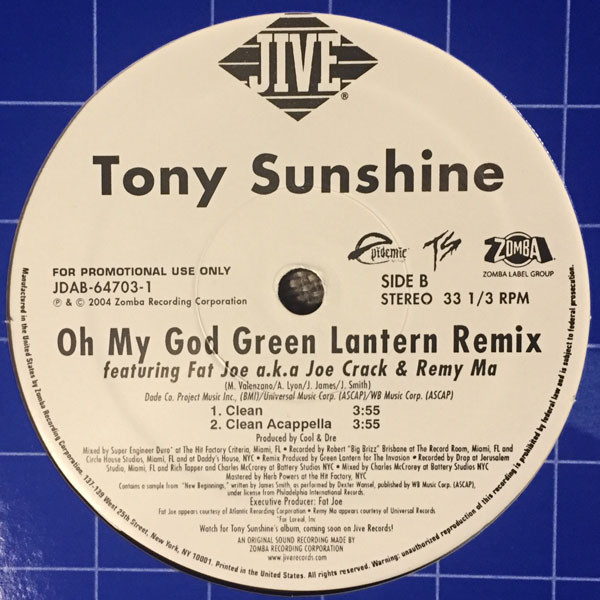 JIVE
®
Tony Sunshine
Epidemic
TS
ZOMBA
ZOMBA LABEL GROUP
FOR PROMOTIONAL USE ONLY
JDAB-64703-1
℗ & © 2004 Zomba Recording Corporation
SIDE B
STEREO 33 1/3 RPM
Oh My God Green Lantern Remix
featuring Fat Joe a.k.a Joe Crack & Remy Ma
(M. Valenzano/A. Lyon/J. James/J. Smith)
Dade Co. Project Music Inc., (BMI)/Universal Music Corp. (ASCAP)/WB Music Corp. (ASCAP)
1. Clean 3:55
2. Clean Acappella 3:55
Produced by Cool & Dre
Mixed by Super Engineer Duro" at The Hit Factory Criteria, Miami, FL • Recorded by Robert "Big Brizz" Brisbane at The Record Room, Miami, FL and
Circle House Studios, Miami, FL and at Daddy's House, NYC • Remix Produced by Green Lantern for The Invasion • Recorded by Drop at Jerusalem
Studio, Miami, FL and Rich Tapper and Charles McCrorey at Battery Studios NYC • Mixed by Charles McCrorey at Battery Studios NYC
Mastered by Herb Powers at the Hit Factory, NYC
Contains a sample from "New Beginnings," written by James Smith, as performed by Dexter Wansel, published by WB Music Corp. (ASCAP),
under license from Philadelphia International Records.
Executive Producer: Fat Joe
Fat Joe appears courtesy of Atlantic Recording Corporation • Remy Ma appears courtesy of Universal Records
"For Loreal, Inc
Watch for Tony Sunshine's album, coming soon on Jive Records!
AN ORIGINAL SOUND RECORDING MADE BY
ZOMBA RECORDING CORPORATION
www.jiverecords.com
Manufactured in the United States by Zomba Recording Corporation, 137-139 West 25th Street, New York, NY 10001. Printed in the United States. All rights reserved. Warning: unauthorized reproduction of this recording is prohibited by federal law and is subject to federal prosecution.